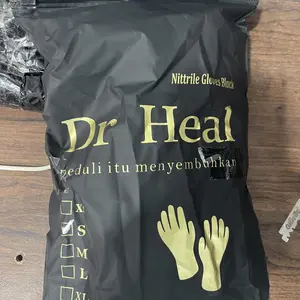 Nittrile Gloves Black
Dr Heal
peduli itu menyembuhkan
X
S
M
L
XL